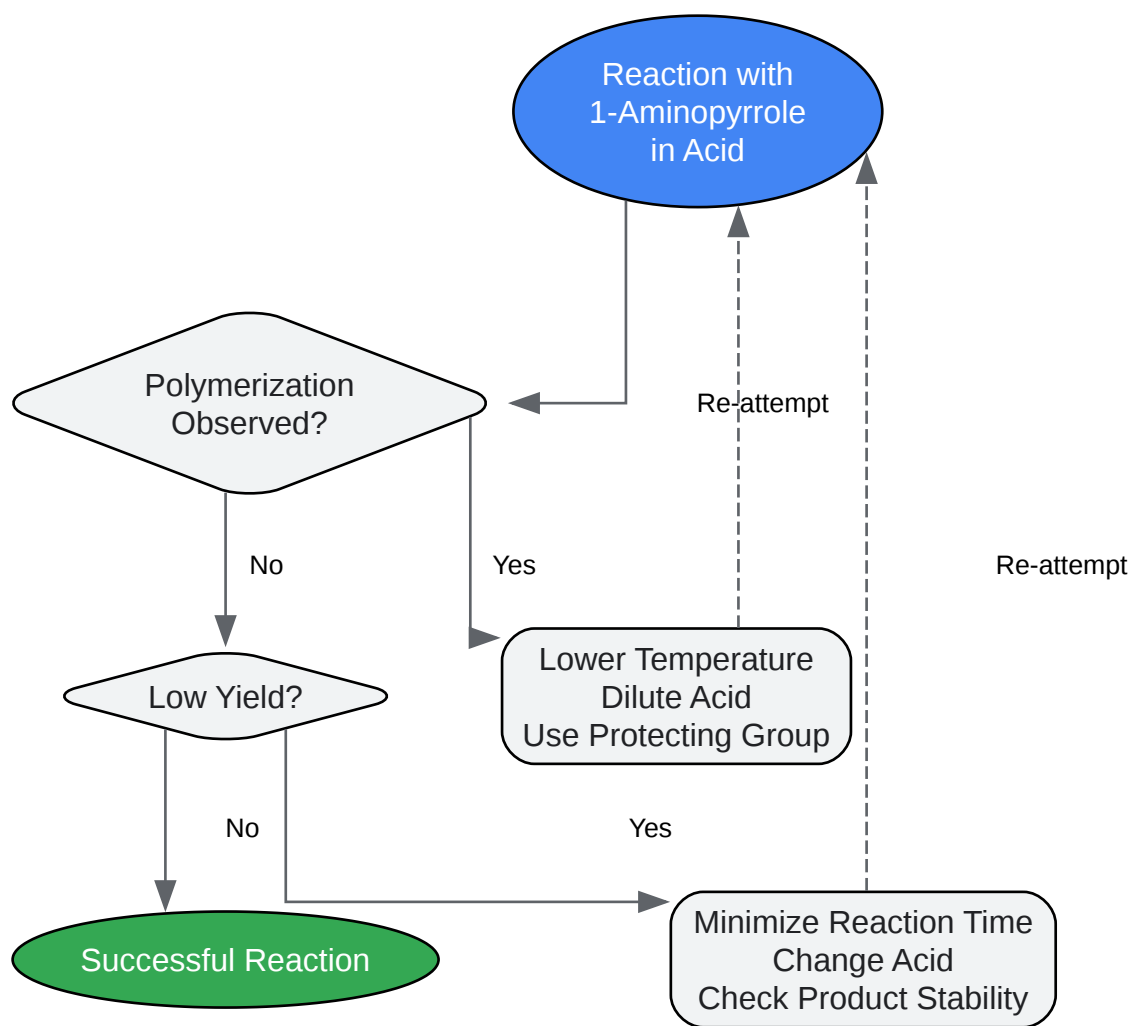 Reaction with
1-Aminopyrrole
in Acid
Polymerization
Observed?
Re-attempt
No
Yes
Re-attempt
Lower Temperature
Dilute Acid
Use Protecting Group
Low Yield?
No
Yes
Successful Reaction
Minimize Reaction Time
Change Acid
Check Product Stability